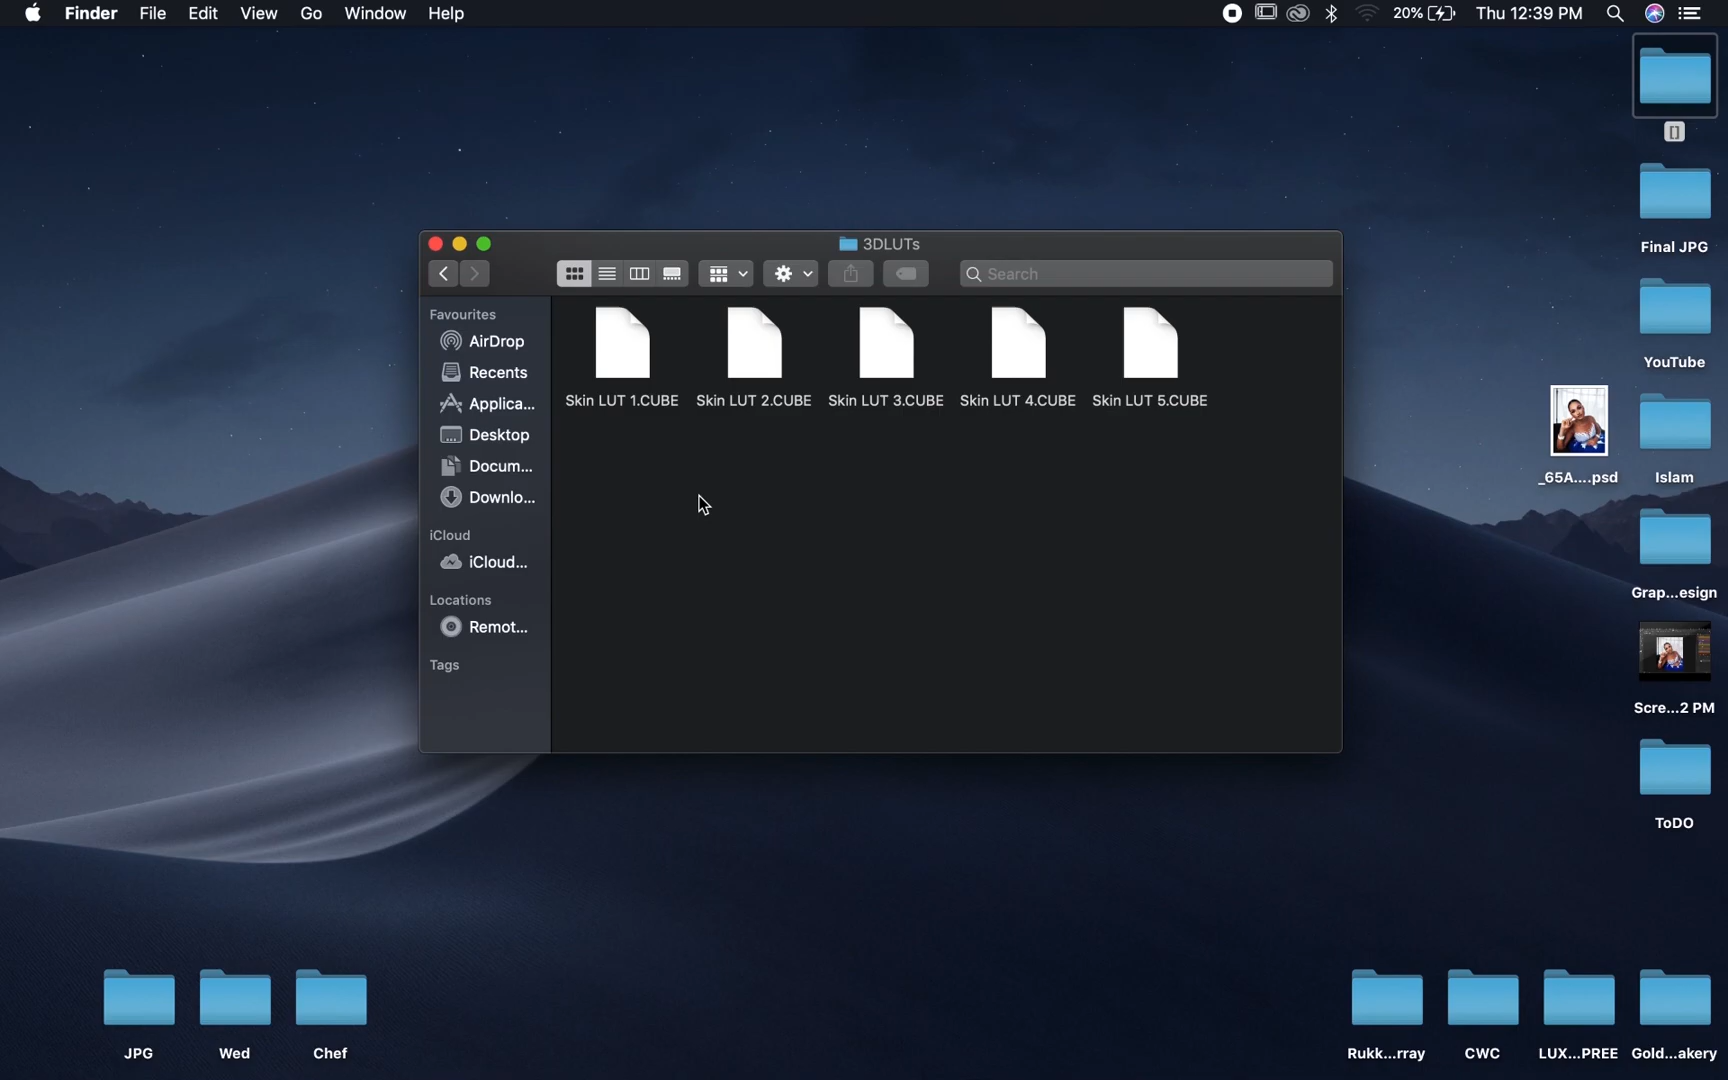 Finder File Edit View Go Window Help 20% Thu 12:39 PM
[]
Final JPG
YouTube
_65A....psd Islam
Grap...esign
Scre...2 PM
ToDO
3DLUTs
Search
Favourites
AirDrop
Recents
Applica...
Desktop
Docum...
Downlo...
iCloud
iCloud...
Locations
Remot...
Tags
Skin LUT 1.CUBE Skin LUT 2.CUBE Skin LUT 3.CUBE Skin LUT 4.CUBE Skin LUT 5.CUBE
JPG Wed Chef Rukk...rray CWC LUX...PREE Gold...akery